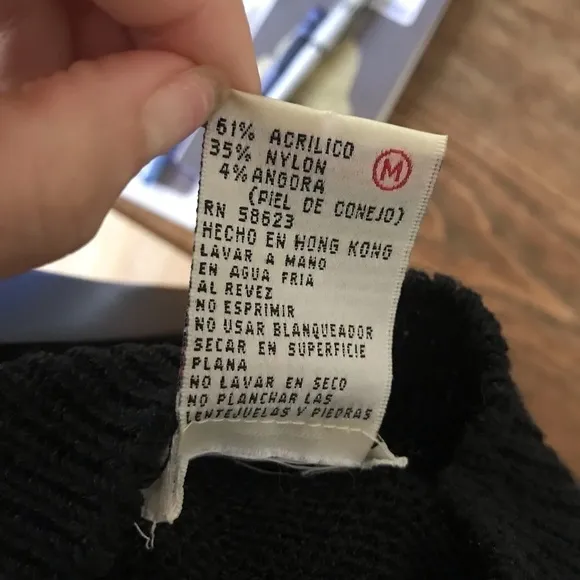 61% ACRILICO
35% NYLON
4% ANGORA
(PIEL DE CONEJO)
M
RN 58623
HECHO EN HONG KONG
LAVAR A MANO
EN AGUA FRIA
AL REVEZ
NO ESPRIMIR
NO USAR BLANQUEADOR
SECAR EN SUPERFICIE
PLANA
NO LAVAR EN SECO
NO PLANCHAR LAS
LENTEJUELAS Y PIEDRAS